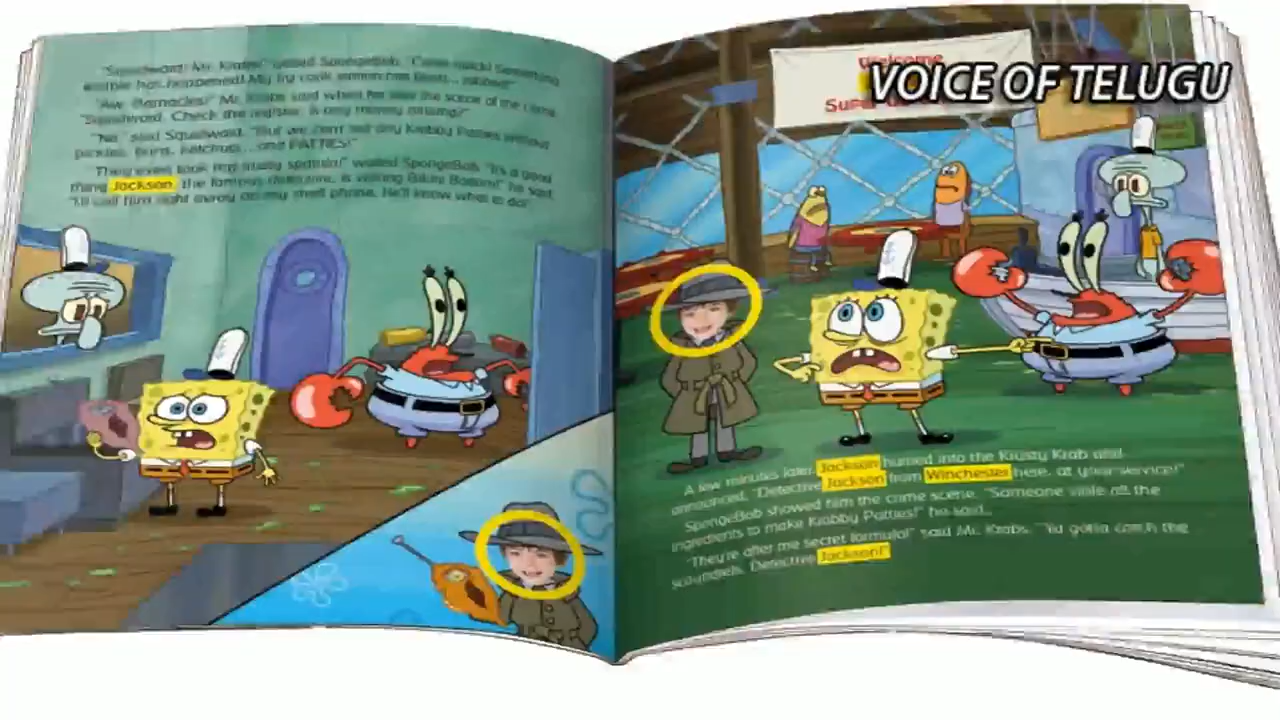 "Squidward! Mr. Krabs!" yelled SpongeBob. "Come quick! Something
terrible has happened! My fry cook station has been... robbed!"
"Aw, Barnacles!" Mr. Krabs said when he saw the scene of the crime.
"Squidward. Check the register. Is any money missing?"
"No," said Squidward. "But we can't sell any Krabby Patties without
pickles, buns, ketchup... and PATTIES!"
"They even took my lucky spatula!" wailed SpongeBob. "It's a good
thing Jackson, the famous detective, is visiting Bikini Bottom!" he said.
"I'll call him right away on my shell phone. He'll know what to do!"
Welcome
VOICE OF TELUGU
A few minutes later Jackson hurried into the Krusty Krab and
announced, "Detective Jackson from Winchester here, at your service!"
SpongeBob showed him the crime scene. "Someone stole all the
ingredients to make Krabby Patties!" he said.
"They're after me secret formula!" said Mr. Krabs. "Ya gotta catch the
scoundrels, Detective Jackson!"